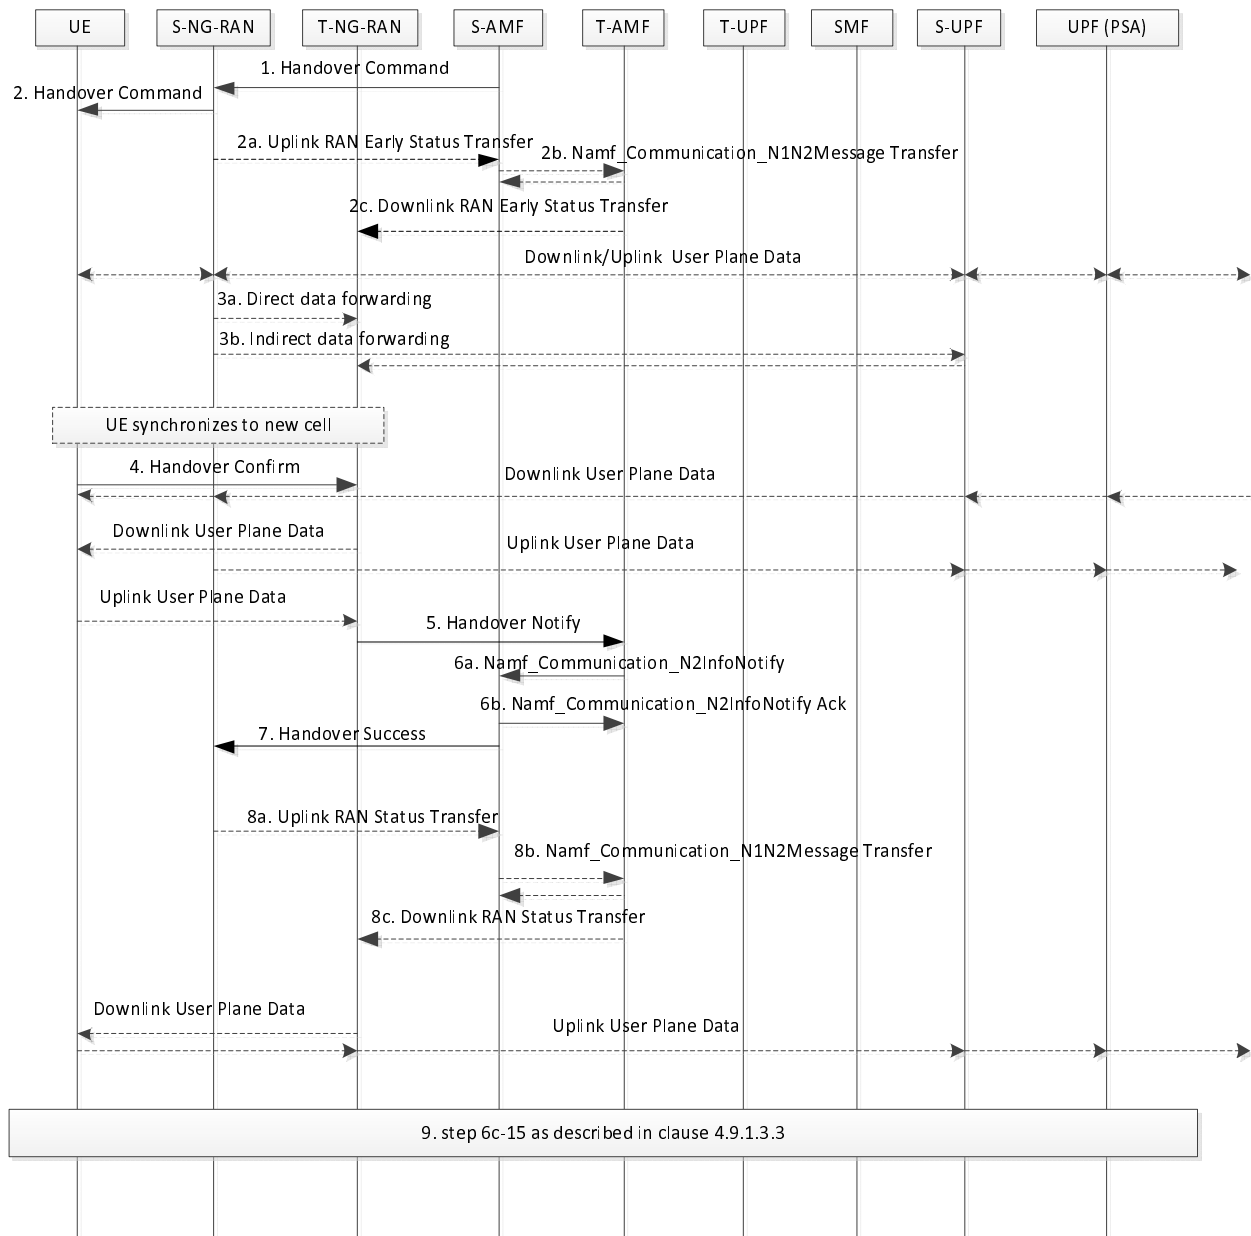 UE
S-NG-RAN
T-NG-RAN
S-AMF
T-AMF
T-UPF
SMF
S-UPF
UPF (PSA)
1. Handover Command
2. Handover Command
2a. Uplink RAN Early Status Transfer
2b. Namf_Communication_N1N2Message Transfer
2c. Downlink RAN Early Status Transfer
Downlink/Uplink User Plane Data
3a. Direct data forwarding
3b. Indirect data forwarding
UE synchronizes to new cell
4. Handover Confirm
Downlink User Plane Data
Downlink User Plane Data
Uplink User Plane Data
Uplink User Plane Data
5. Handover Notify
6a. Namf_Communication_N2InfoNotify
6b. Namf_Communication_N2InfoNotify Ack
7. Handover Success
8a. Uplink RAN Status Transfer
8b. Namf_Communication_N1N2Message Transfer
8c. Downlink RAN Status Transfer
Downlink User Plane Data
Uplink User Plane Data
9. step 6c-15 as described in clause 4.9.1.3.3